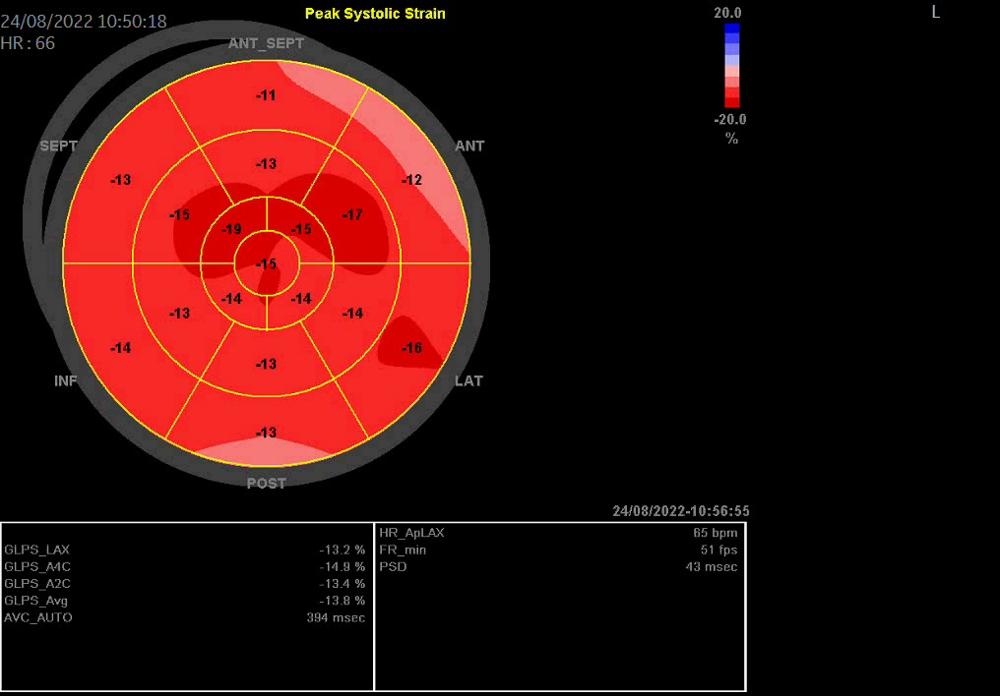 Peak Systolic Strain
20.0
L
24/08/2022 10:50:18
HR : 66
ANT_SEPT
-11
-20.0
%
SEPT
ANT
-13
-13
-12
-15
-17
-19
-15
-15
-14
-14
-13
-14
-14
-16
-13
INF
LAT
-13
POST
24/08/2022-10:56:55
GLPS_LAX -13.2 %
GLPS_A4C -14.9 %
GLPS_A2C -13.4 %
GLPS_Avg -13.8 %
AVC_AUTO 394 msec
HR_ApLAX 65 bpm
FR_min 51 fps
PSD 43 msec